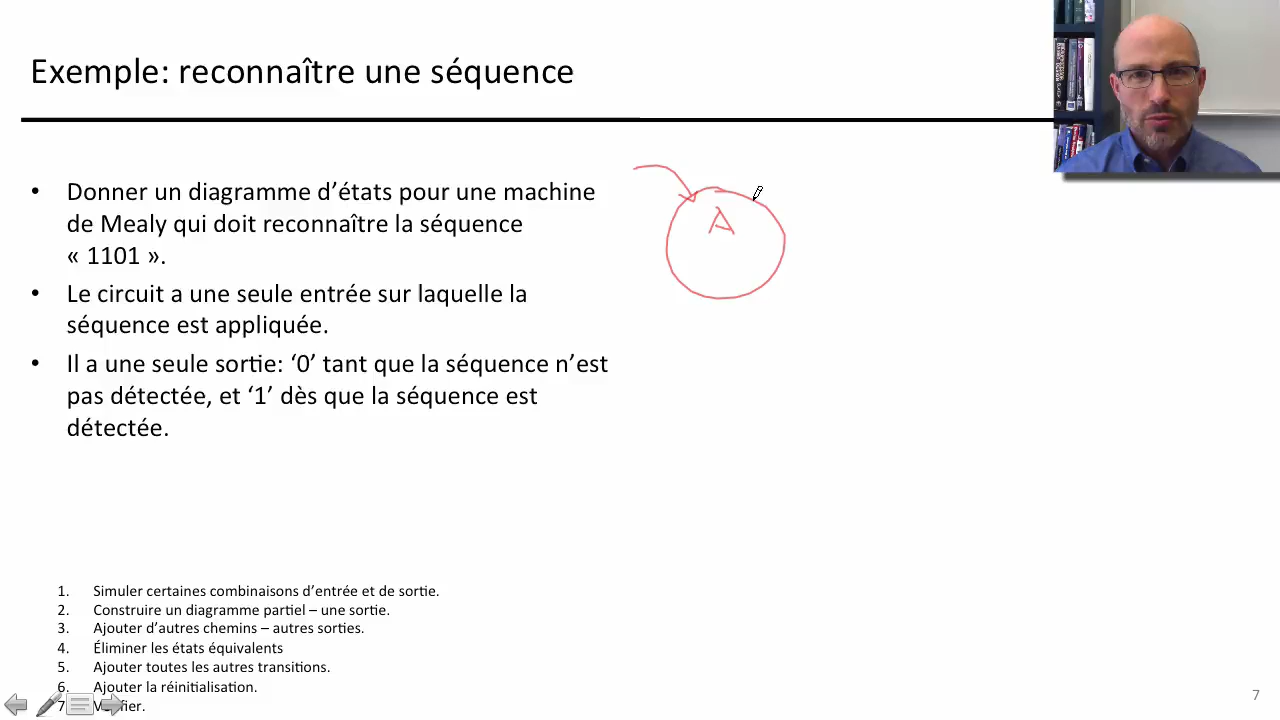 Exemple: reconnaître une séquence
• Donner un diagramme d’états pour une machine
de Mealy qui doit reconnaître la séquence
« 1101 ».
• Le circuit a une seule entrée sur laquelle la
séquence est appliquée.
• Il a une seule sortie: ‘0’ tant que la séquence n’est
pas détectée, et ‘1’ dès que la séquence est
détectée.
A
1. Simuler certaines combinaisons d’entrée et de sortie.
2. Construire un diagramme partiel – une sortie.
3. Ajouter d’autres chemins – autres sorties.
4. Éliminer les états équivalents
5. Ajouter toutes les autres transitions.
6. Ajouter la réinitialisation.
7
7